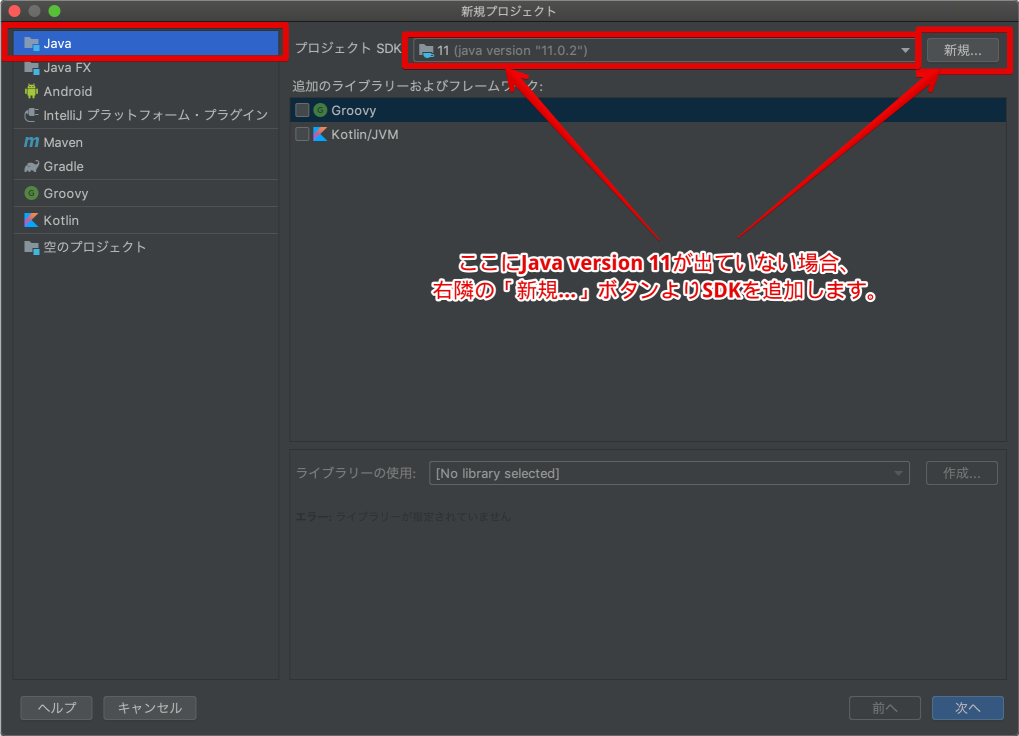 新規プロジェクト
Java
Java FX
Android
IntelliJ プラットフォーム・プラグイン
Maven
Gradle
Groovy
Kotlin
空のプロジェクト
プロジェクト SDK
11 (java version "11.0.2")
新規...
追加のライブラリーおよびフレームワーク:
Groovy
Kotlin/JVM
ここにJava version 11が出ていない場合、
右隣の「新規...」ボタンよりSDKを追加します。
ライブラリーの使用:
[No library selected]
作成...
エラー: ライブラリーが指定されていません
ヘルプ
キャンセル
前へ
次へ